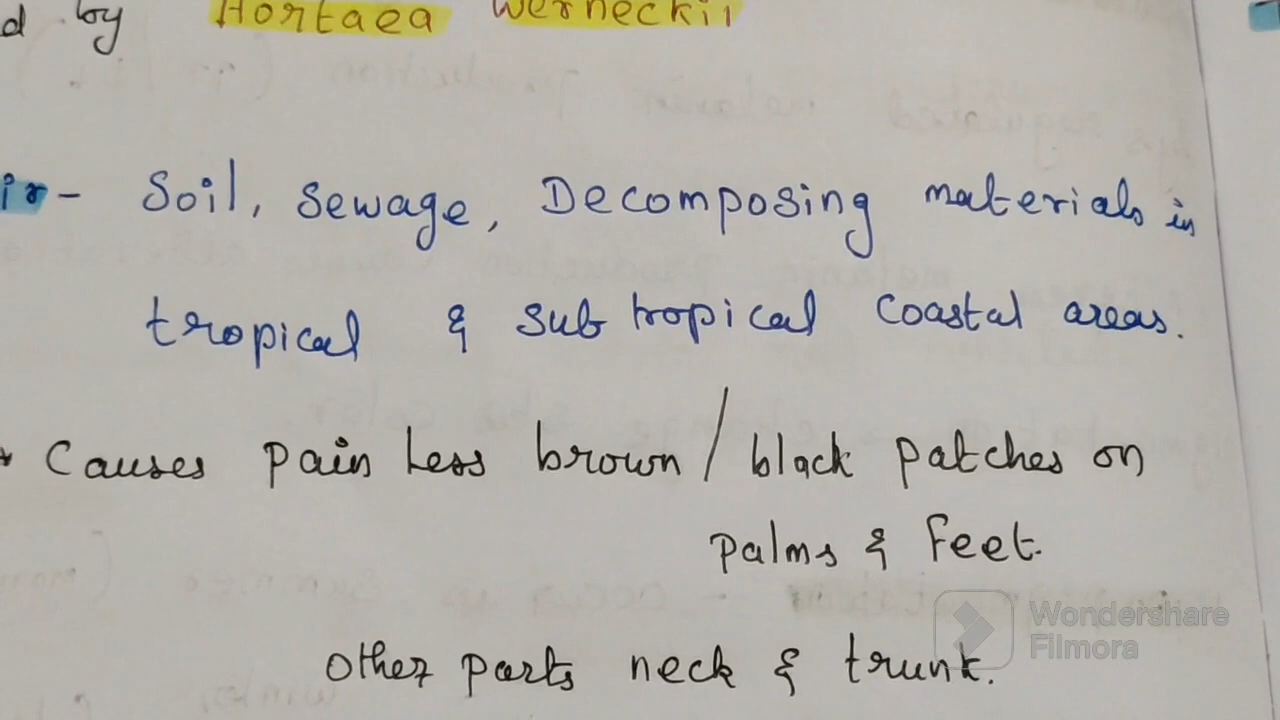 d by Hortaea Werneckii
ir - Soil, Sewage, Decomposing materials in
tropical & sub tropical coastal areas.
Causes pain less brown / black patches on
palms & feet.
other parts neck & trunk.
Wondershare
Filmora